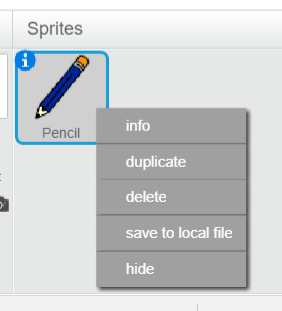 Sprites
i
Pencil
info
duplicate
delete
save to local file
hide